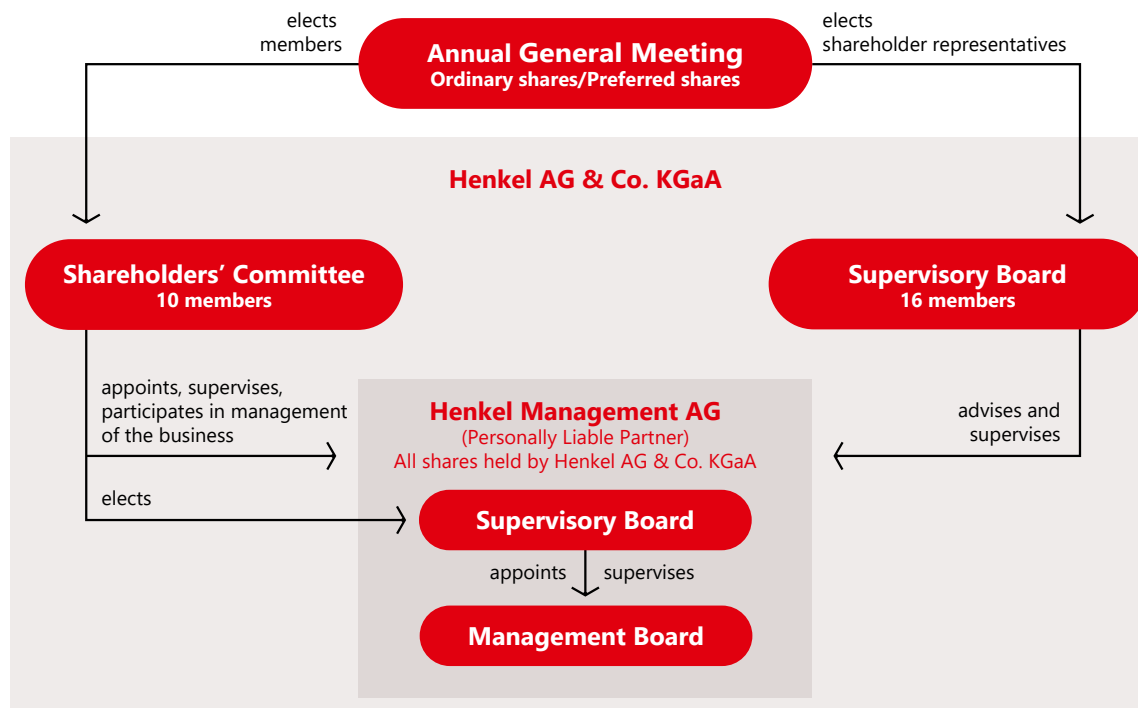 elects
members
Annual General Meeting
Ordinary shares/Preferred shares
elects
shareholder representatives
Henkel AG & Co. KGaA
Shareholders’ Committee
10 members
Supervisory Board
16 members
appoints, supervises,
participates in management
of the business
Henkel Management AG
(Personally Liable Partner)
All shares held by Henkel AG & Co. KGaA
advises and
supervises
elects
Supervisory Board
appoints
supervises
Management Board